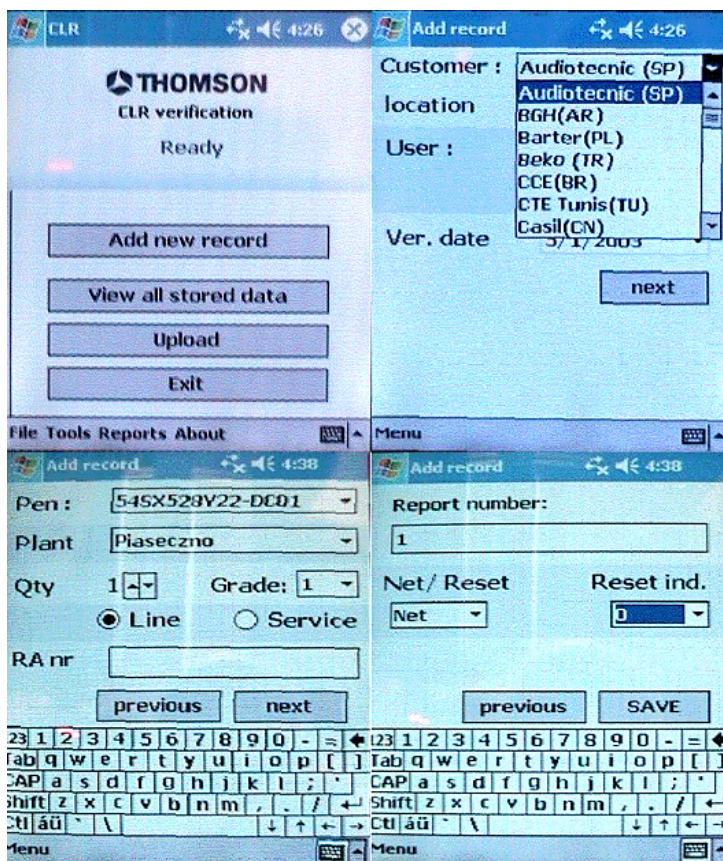 CLR 4:26
THOMSON
CLR verification
Ready
Add new record
View all stored data
Upload
Exit
File Tools Reports About
Add record 4:26
Customer : Audiotecnic (SP)
Audiotecnic (SP)
location
BGH(AR)
User :
Barter(PL)
Beko (TR)
CCE(BR)
CTE Tunis(TU)
Casil(CN)
Ver. date 5/1/2003
next
Menu
Add record 4:38
Pen : 54SX528Y22-DC01
Plant Piaseczno
Qty 1 Grade: 1
Line Service
RA nr
previous next
123 1 2 3 4 5 6 7 8 9 0 - =
Tab q w e r t y u i o p [ ]
CAP a s d f g h j k l ; '
Shift z x c v b n m , . /
Ctl áü ` \
Menu
Add record 4:38
Report number:
1
Net/ Reset Reset ind.
Net D
previous SAVE
123 1 2 3 4 5 6 7 8 9 0 - =
Tab q w e r t y u i o p [ ]
CAP a s d f g h j k l ; '
Shift z x c v b n m , . /
Ctl áü ` \
Menu